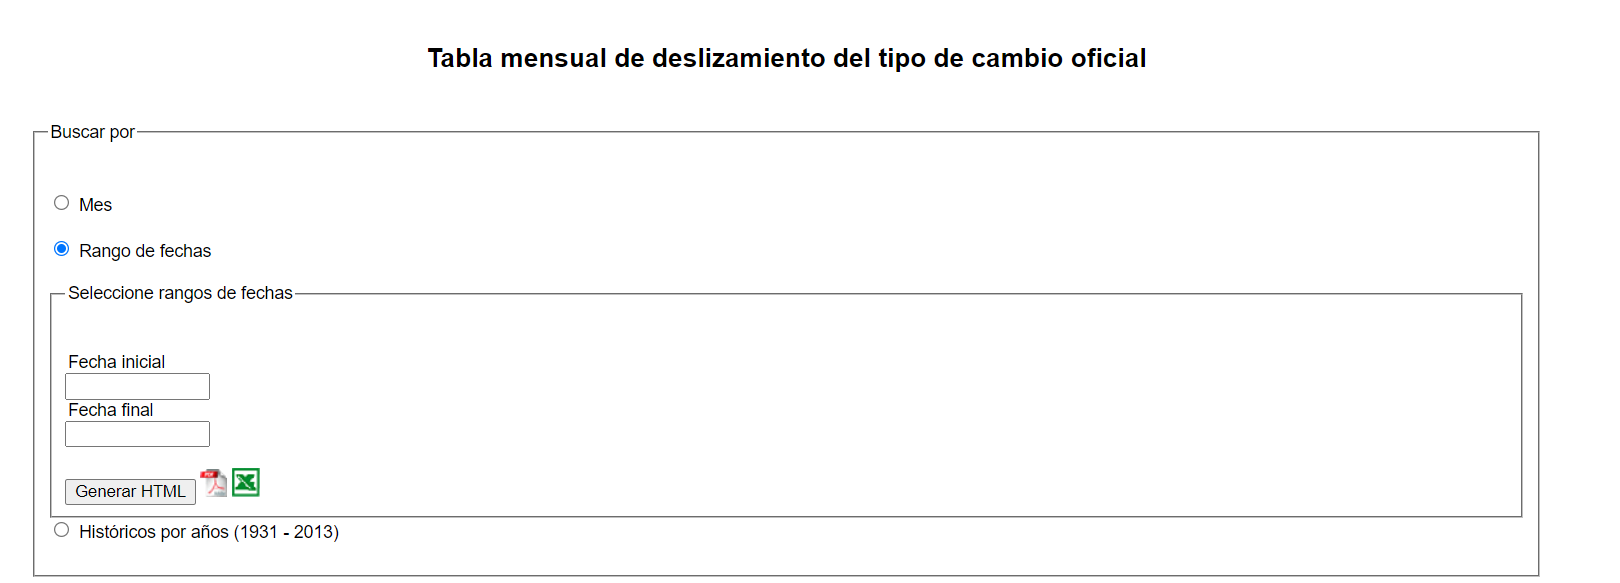 Tabla mensual de deslizamiento del tipo de cambio oficial
Buscar por
Mes
Rango de fechas
Seleccione rangos de fechas
Fecha inicial
Fecha final
Generar HTML
PDF
Históricos por años (1931 - 2013)